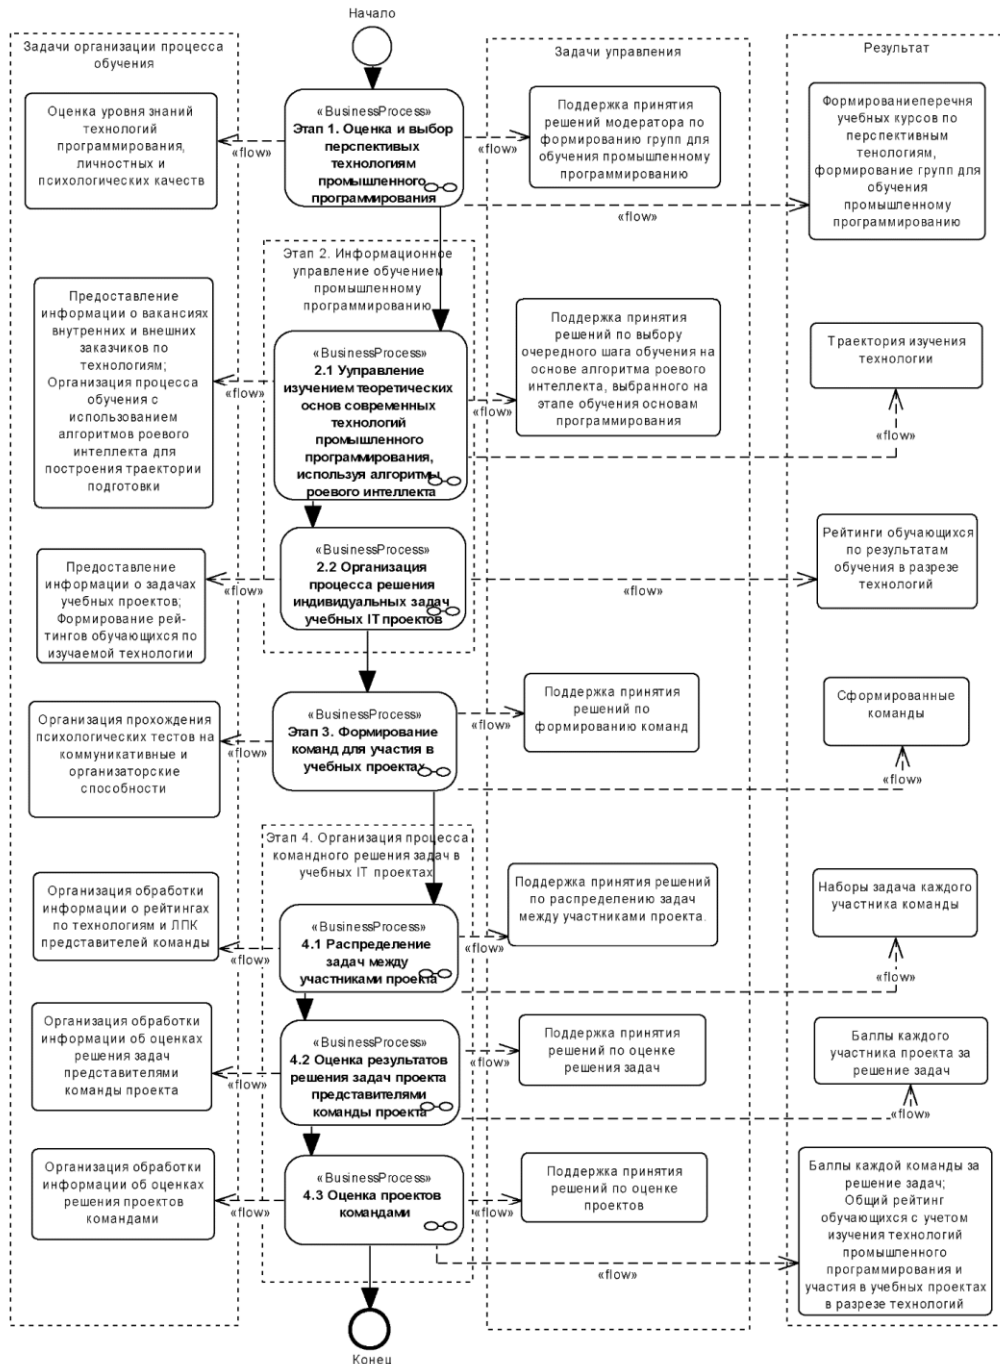 Начало
Задачи организации процесса
обучения
Задачи управления
Результат
Оценка уровня знаний
технологий
программирования,
личностных и
психологических качеств
«flow»
«BusinessProcess»
Этап 1. Оценка и выбор
перспективых
технологиям
промышленного
программирования
«flow»
Поддержка принятия
решений модератора по
формированию групп для
обучения промышленному
программированию
«flow»
Формированиеперечня
учебных курсов по
перспективным
тенологиям,
формирование групп для
обучения
промышленному
программированию
Этап 2. Информационное
управление обучением
промышленному
программированию
Предоставление
информации о вакансиях
внутренних и внешних
заказчиков по
технологиям;
Организация процесса
обучения с
использованием
алгоритмов роевого
интеллекта для
построения траектории
подготовки
«flow»
«BusinessProcess»
2.1 Ууправление
изучением теоретических
основ современных
технологий
промышленного
программирования,
используя алгоритмы
роевого интеллекта
«flow»
Поддержка принятия
решений по выбору
очередного шага обучения на
основе алгоритма роевого
интеллекта, выбранного на
этапе обучения основам
программирования
Траектория изучения
технологии
«flow»
Предоставление
информации о задачах
учебных проектов;
Формирование рей-
тингов обучающихся по
изучаемой технологии
«flow»
«BusinessProcess»
2.2 Организация
процесса решения
индивидуальных задач
учебных IT проектов
«flow»
Рейтинги обучающихся
по результатам
обучения в разрезе
технологий
Организация прохождения
психологических тестов на
коммуникативные и
организаторские
способности
«flow»
«BusinessProcess»
Этап 3. Формирование
команд для участия в
учебных проектах
«flow»
Поддержка принятия
решений по
формированию команд
Сформированные
команды
«flow»
Этап 4. Организация процесса
командного решения задач в
учебных IT проектах
Организация обработки
информации о рейтингах
по технологиям и ЛПК
представителей команды
«flow»
«BusinessProcess»
4.1 Распределение
задач между
участниками проекта
«flow»
Поддержка принятия решений
по распределению задач
между участниками проекта.
Наборы задача каждого
участника команды
«flow»
Организация обработки
информации об оценках
решения задач
представителями
команды проекта
«flow»
«BusinessProcess»
4.2 Оценка результатов
решения задач проекта
представителями
команды проекта
«flow»
Поддержка принятия
решений по оценке
решения задач
Баллы каждого
участника проекта за
решение задач
«flow»
Организация обработки
информации об оценках
решения проектов
командами
«flow»
«BusinessProcess»
4.3 Оценка проектов
командами
«flow»
Поддержка принятия
решений по оценке
проектов
«flow»
Баллы каждой команды за
решение задач;
Общий рейтинг
обучающихся с учетом
изучения технологий
промышленного
программирования и
участия в учебных проектах
в разрезе технологий
Конец